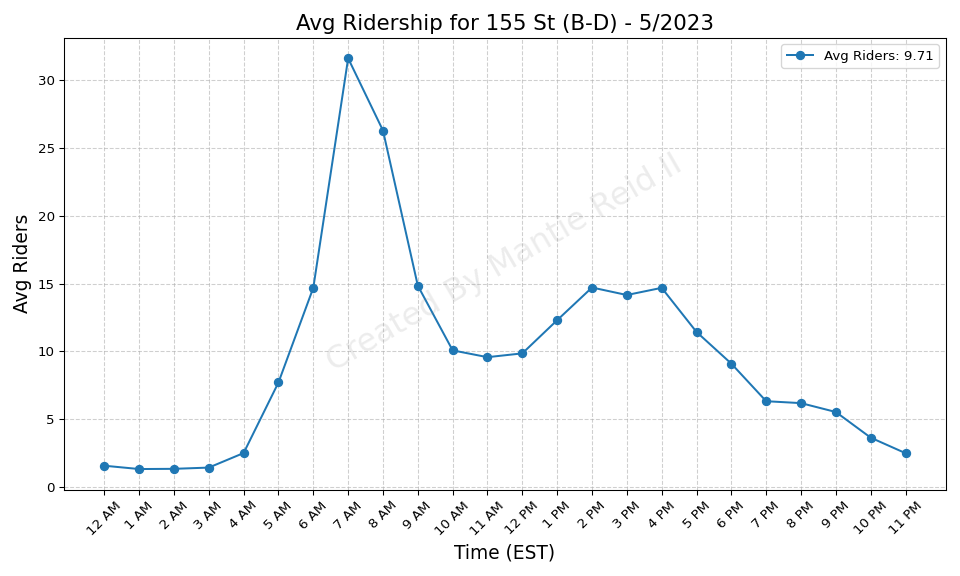 Avg Ridership for 155 St (B-D) - 5/2023
Avg Riders: 9.71
Avg Riders
30
25
20
15
10
5
0
Created By Mantie Reid II
12 AM
1 AM
2 AM
3 AM
4 AM
5 AM
6 AM
7 AM
8 AM
9 AM
10 AM
11 AM
12 PM
1 PM
2 PM
3 PM
4 PM
5 PM
6 PM
7 PM
8 PM
9 PM
10 PM
11 PM
Time (EST)